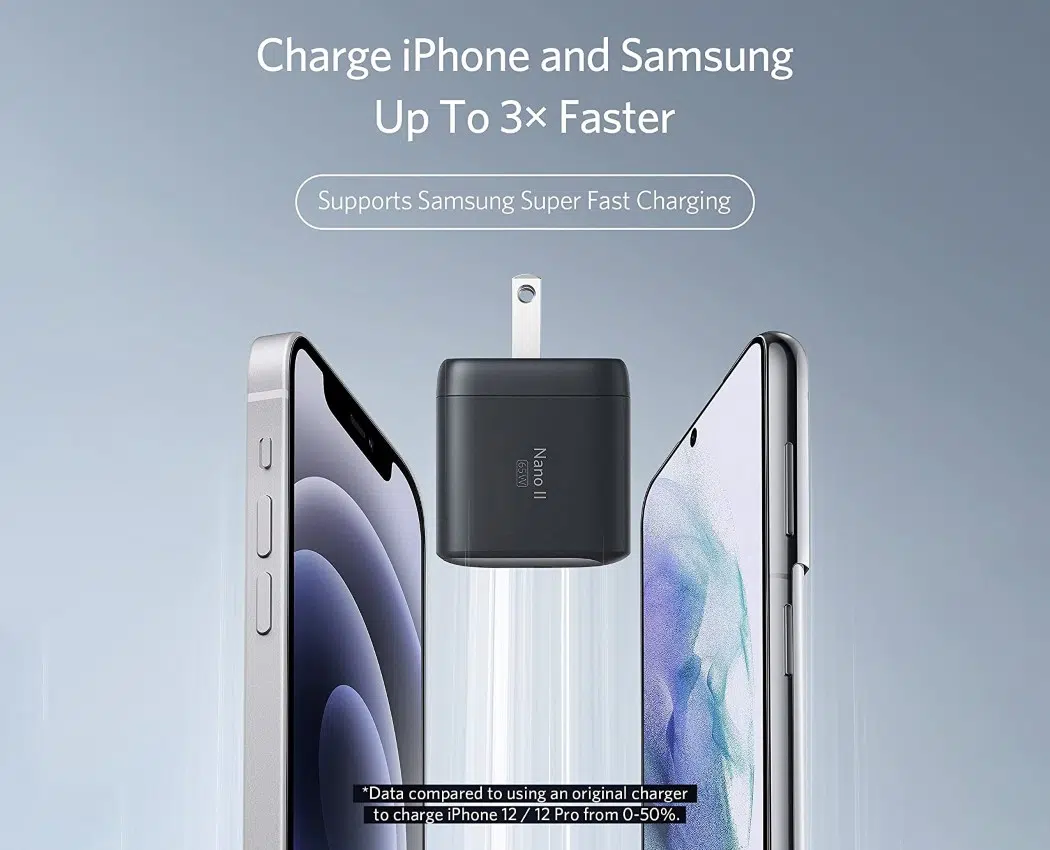 Charge iPhone and Samsung
Up To 3× Faster
Supports Samsung Super Fast Charging
Nano II
65W
*Data compared to using an original charger
to charge iPhone 12 / 12 Pro from 0-50%.